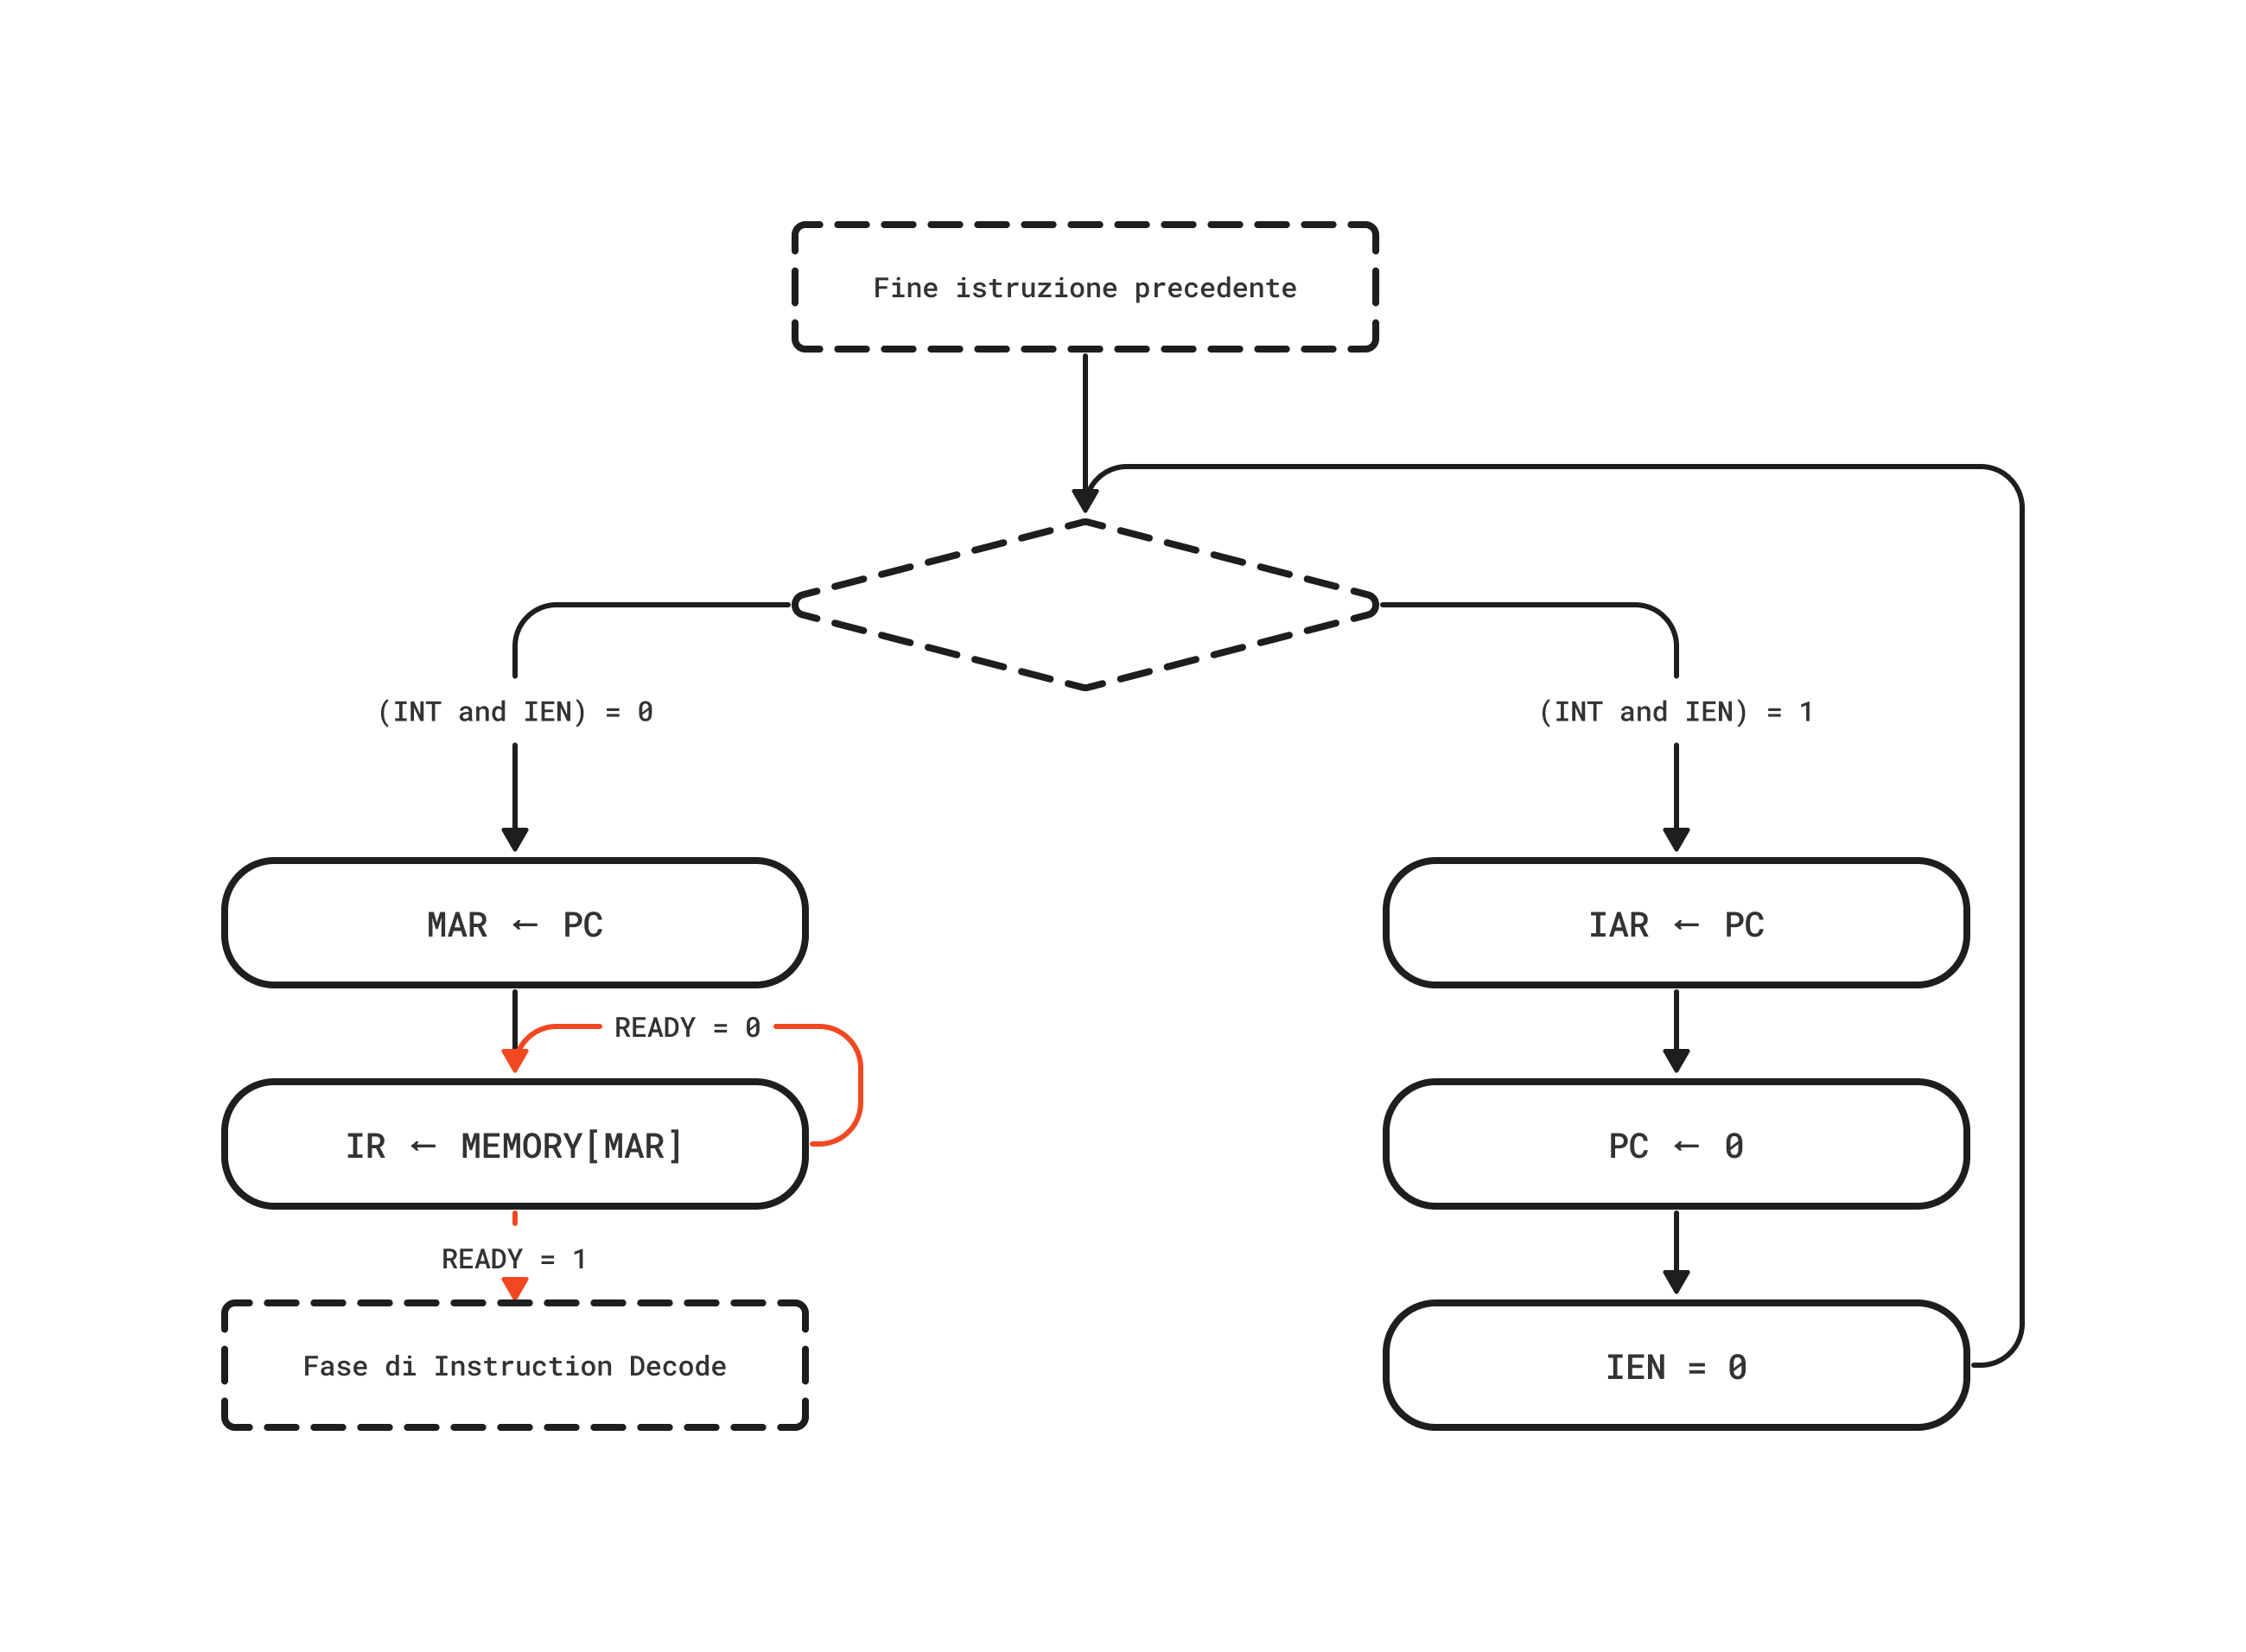 Fine istruzione precedente
(INT and IEN) = 0
(INT and IEN) = 1
MAR ← PC
IAR ← PC
READY = 0
IR ← MEMORY[MAR]
PC ← 0
READY = 1
Fase di Instruction Decode
IEN = 0